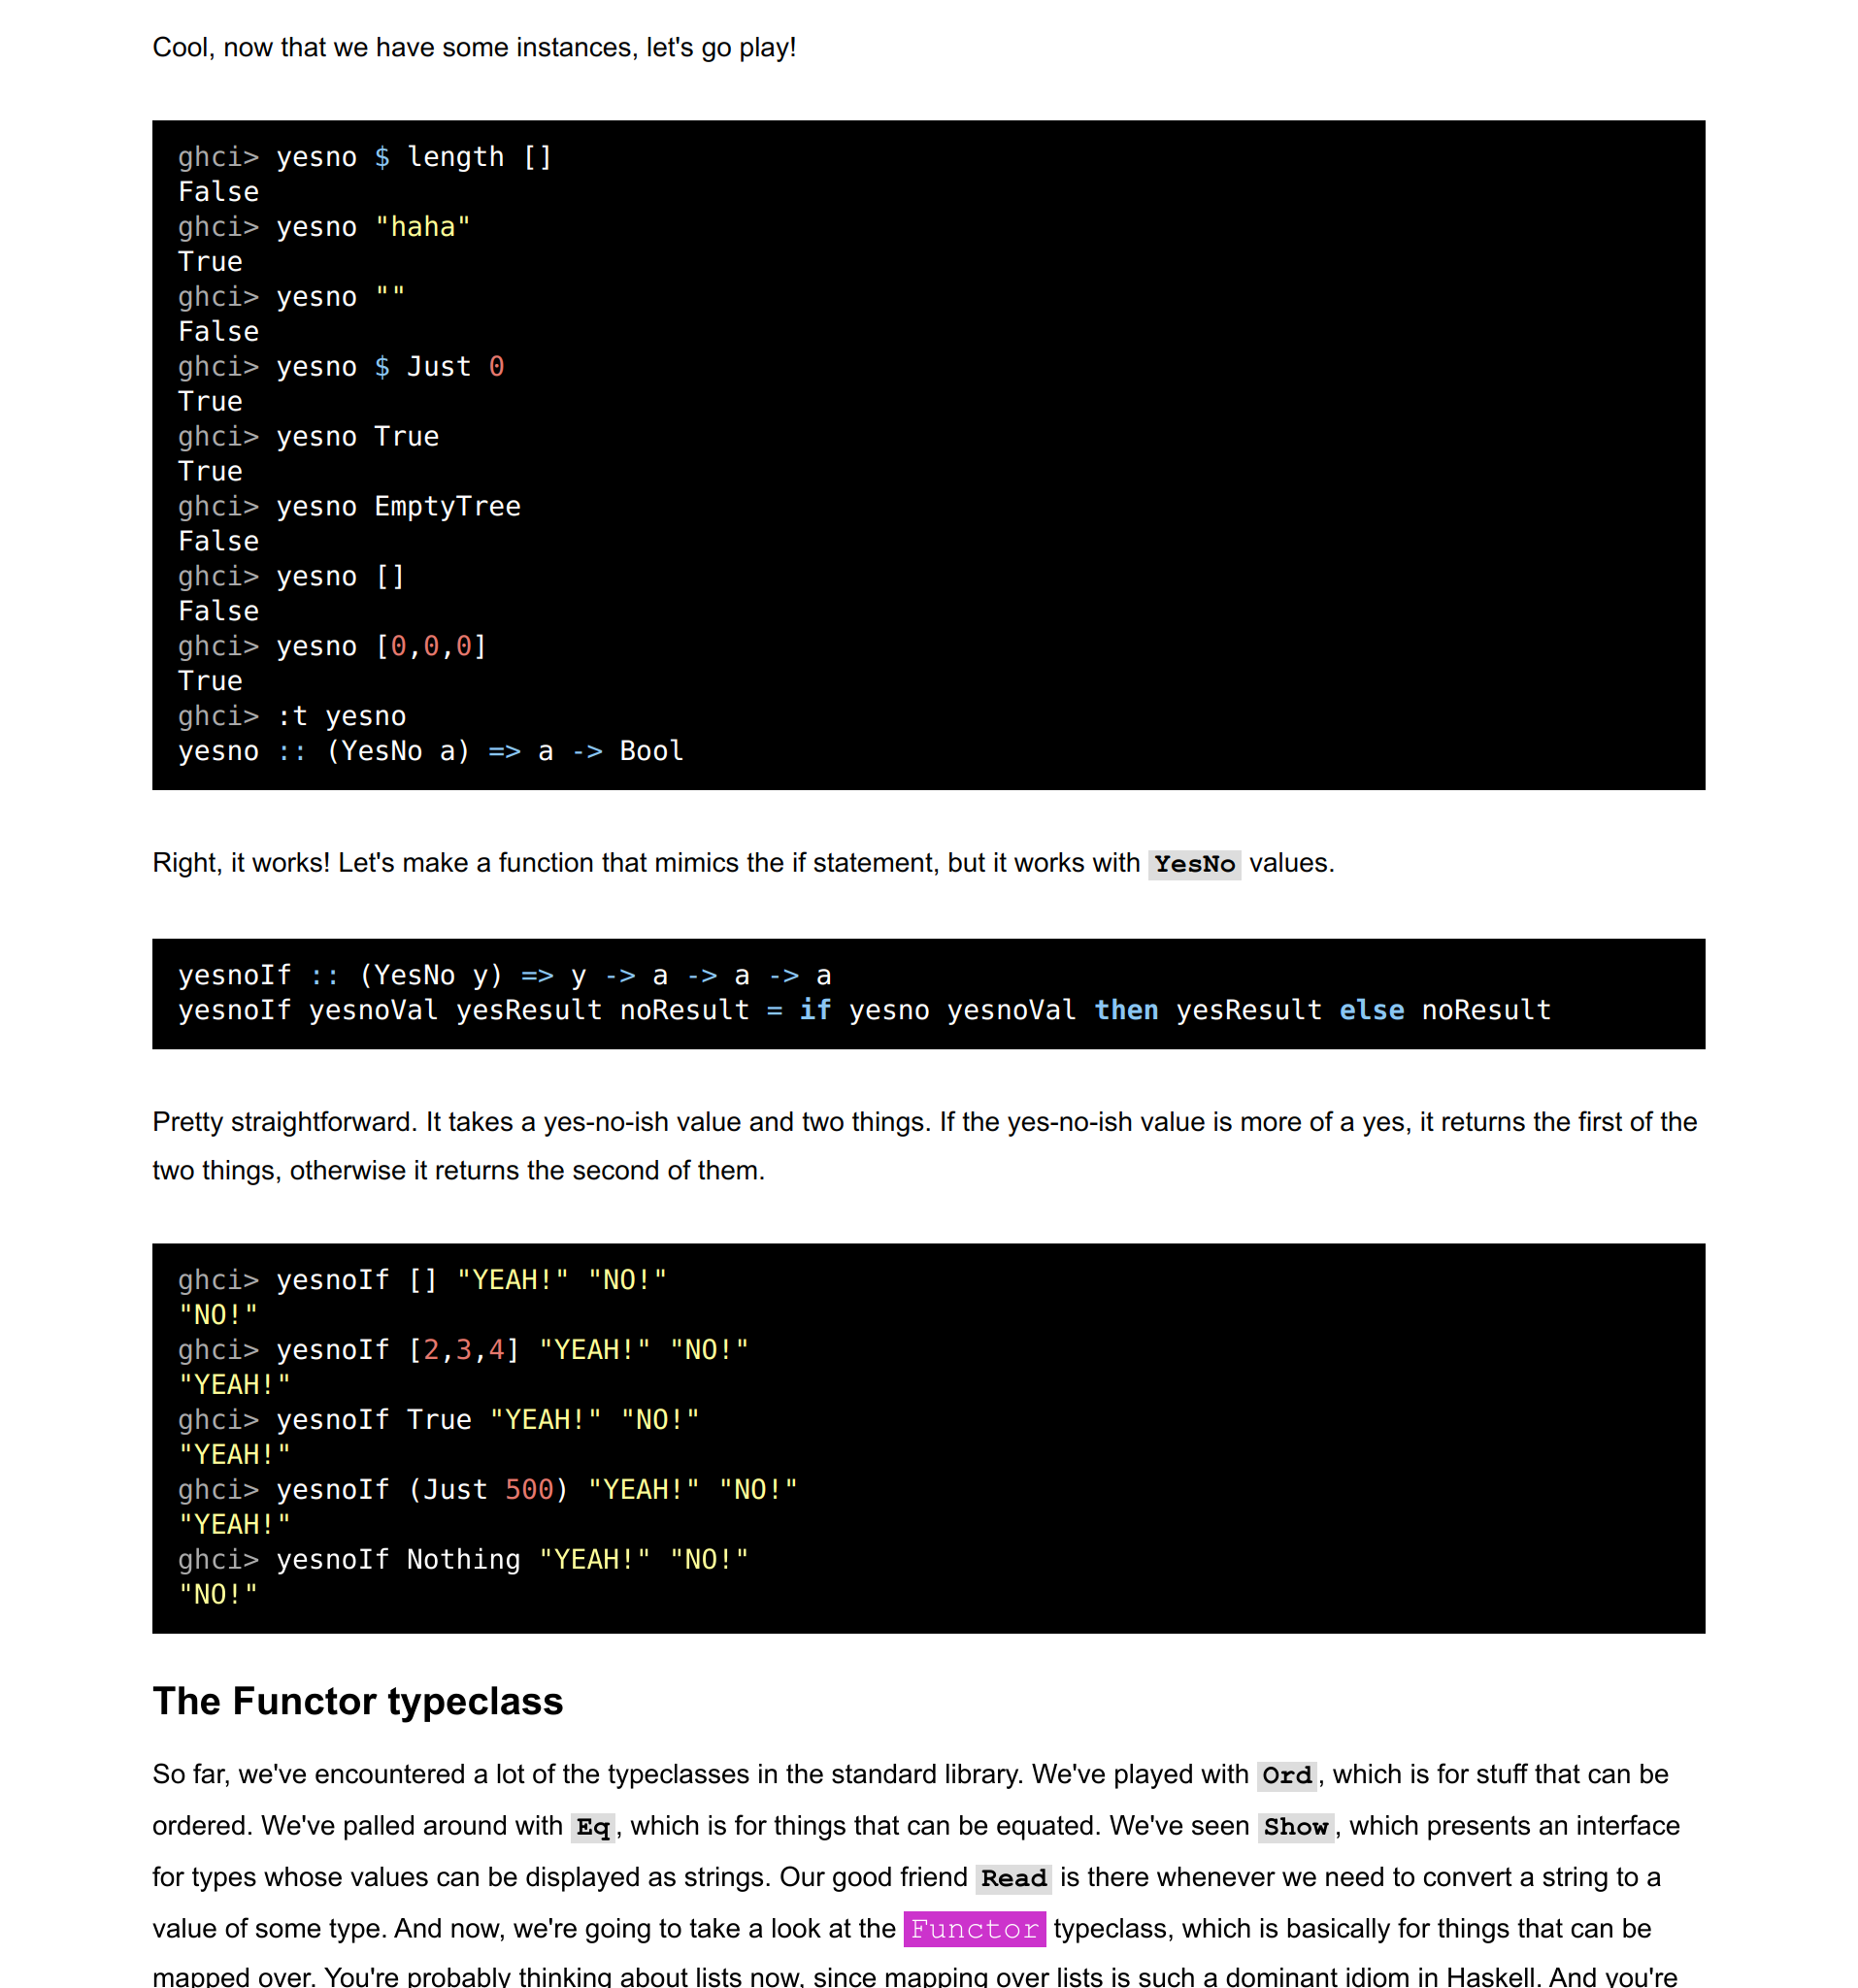 Cool, now that we have some instances, let's go play!
ghci> yesno $ length []
False
ghci> yesno "haha"
True
ghci> yesno ""
False
ghci> yesno $ Just 0
True
ghci> yesno True
True
ghci> yesno EmptyTree
False
ghci> yesno []
False
ghci> yesno [0,0,0]
True
ghci> :t yesno
yesno :: (YesNo a) => a -> Bool
Right, it works! Let's make a function that mimics the if statement, but it works with YesNo values.
yesnoIf :: (YesNo y) => y -> a -> a -> a
yesnoIf yesnoVal yesResult noResult = if yesno yesnoVal then yesResult else noResult
Pretty straightforward. It takes a yes-no-ish value and two things. If the yes-no-ish value is more of a yes, it returns the first of the
two things, otherwise it returns the second of them.
ghci> yesnoIf [] "YEAH!" "NO!"
"NO!"
ghci> yesnoIf [2,3,4] "YEAH!" "NO!"
"YEAH!"
ghci> yesnoIf True "YEAH!" "NO!"
"YEAH!"
ghci> yesnoIf (Just 500) "YEAH!" "NO!"
"YEAH!"
ghci> yesnoIf Nothing "YEAH!" "NO!"
"NO!"
The Functor typeclass
So far, we've encountered a lot of the typeclasses in the standard library. We've played with Ord, which is for stuff that can be
ordered. We've palled around with Eq, which is for things that can be equated. We've seen Show, which presents an interface
for types whose values can be displayed as strings. Our good friend Read is there whenever we need to convert a string to a
value of some type. And now, we're going to take a look at the Functor typeclass, which is basically for things that can be
mapped over. You're probably thinking about lists now, since mapping over lists is such a dominant idiom in Haskell. And you're